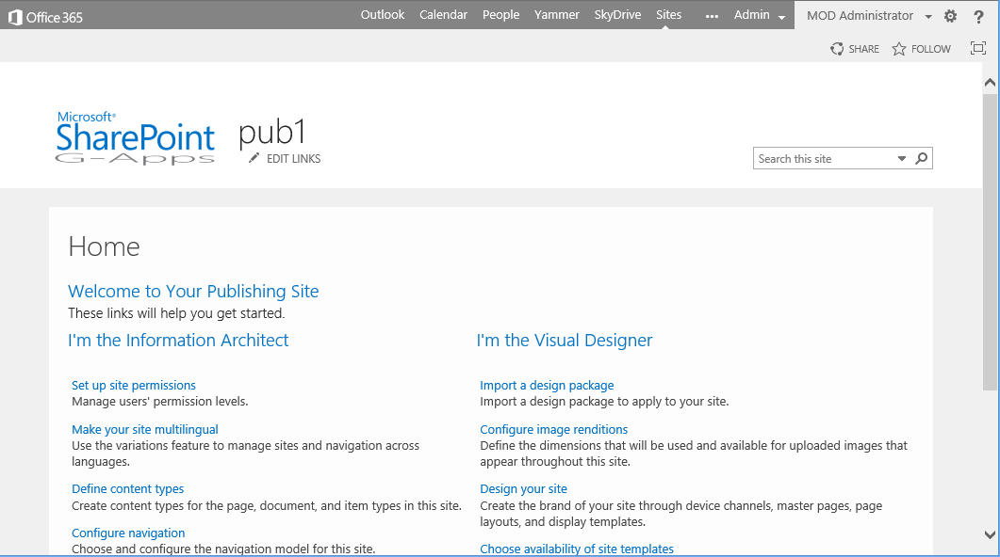 Office 365
Outlook Calendar People Yammer SkyDrive Sites ... Admin MOD Administrator ?
SHARE FOLLOW
Microsoft®
SharePoint
G-Apps
pub1
EDIT LINKS
Search this site
Home
Welcome to Your Publishing Site
These links will help you get started.
I'm the Information Architect
Set up site permissions
Manage users' permission levels.
Make your site multilingual
Use the variations feature to manage sites and navigation across
languages.
Define content types
Create content types for the page, document, and item types in this site.
Configure navigation
Choose and configure the navigation model for this site.
I'm the Visual Designer
Import a design package
Import a design package to apply to your site.
Configure image renditions
Define the dimensions that will be used and available for uploaded images that
appear throughout this site.
Design your site
Create the brand of your site through device channels, master pages, page
layouts, and display templates.
Choose availability of site templates